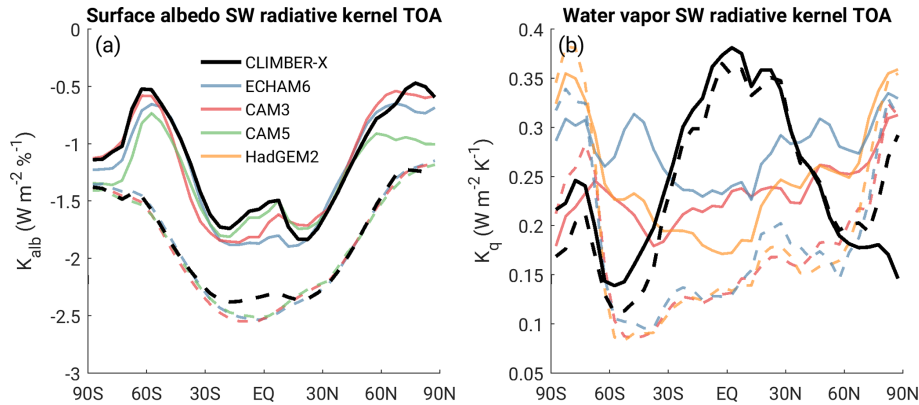 Surface albedo SW radiative kernel TOA
(a)
K_alb (W m⁻² %⁻¹)
0
-0.5
-1
-1.5
-2
-2.5
-3
CLIMBER-X
ECHAM6
CAM3
CAM5
HadGEM2
90S 60S 30S EQ 30N 60N 90N
Water vapor SW radiative kernel TOA
(b)
K_q (W m⁻² K⁻¹)
0.4
0.35
0.3
0.25
0.2
0.15
0.1
0.05
90S 60S 30S EQ 30N 60N 90N